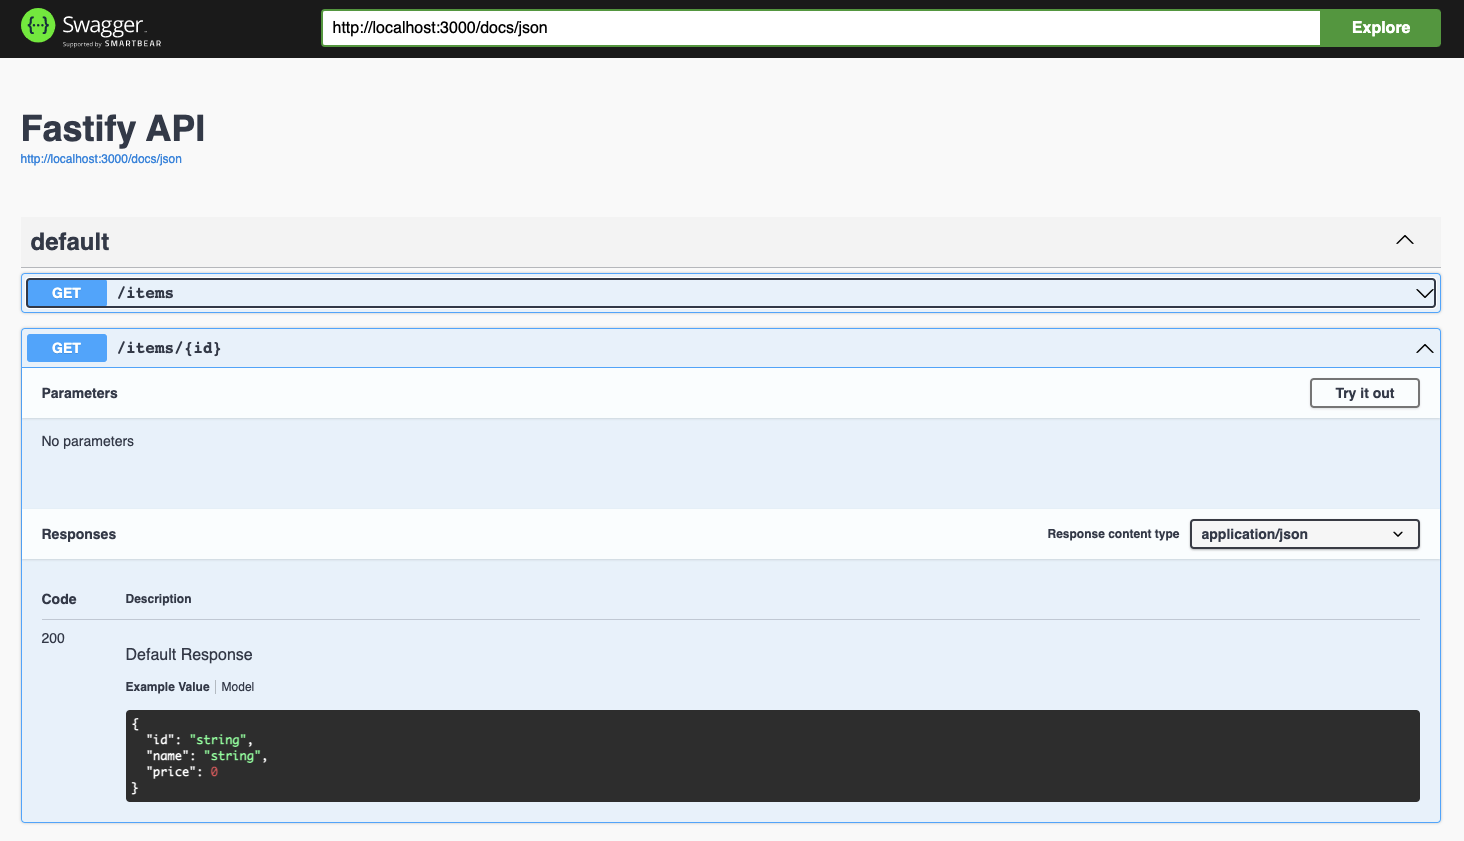 {···} Swagger
Supported by SMARTBEAR
http://localhost:3000/docs/json
Explore
Fastify API
http://localhost:3000/docs/json
default
GET /items
GET /items/{id}
Parameters
Try it out
No parameters
Responses
Response content type
application/json
Code Description
200
Default Response
Example Value Model
{
  "id": "string",
  "name": "string",
  "price": 0
}